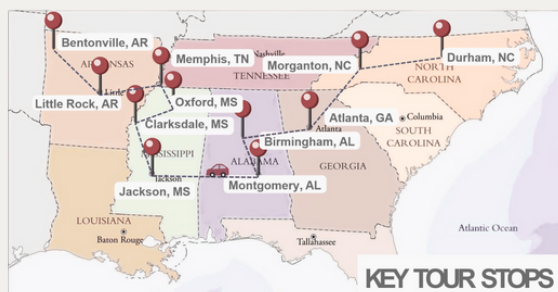 Bentonville, AR
ARKANSAS
Memphis, TN
Nashville
TENNESSEE
Morganton, NC
Durham, NC
NORTH
CAROLINA
Little Rock, AR
Oxford, MS
Clarksdale, MS
Atlanta, GA
Atlanta
Columbia
SOUTH
CAROLINA
Birmingham, AL
MISSISSIPPI
ALABAMA
GEORGIA
Jackson
Jackson, MS
Montgomery, AL
LOUISIANA
Baton Rouge
Tallahassee
Atlantic Ocean
KEY TOUR STOPS